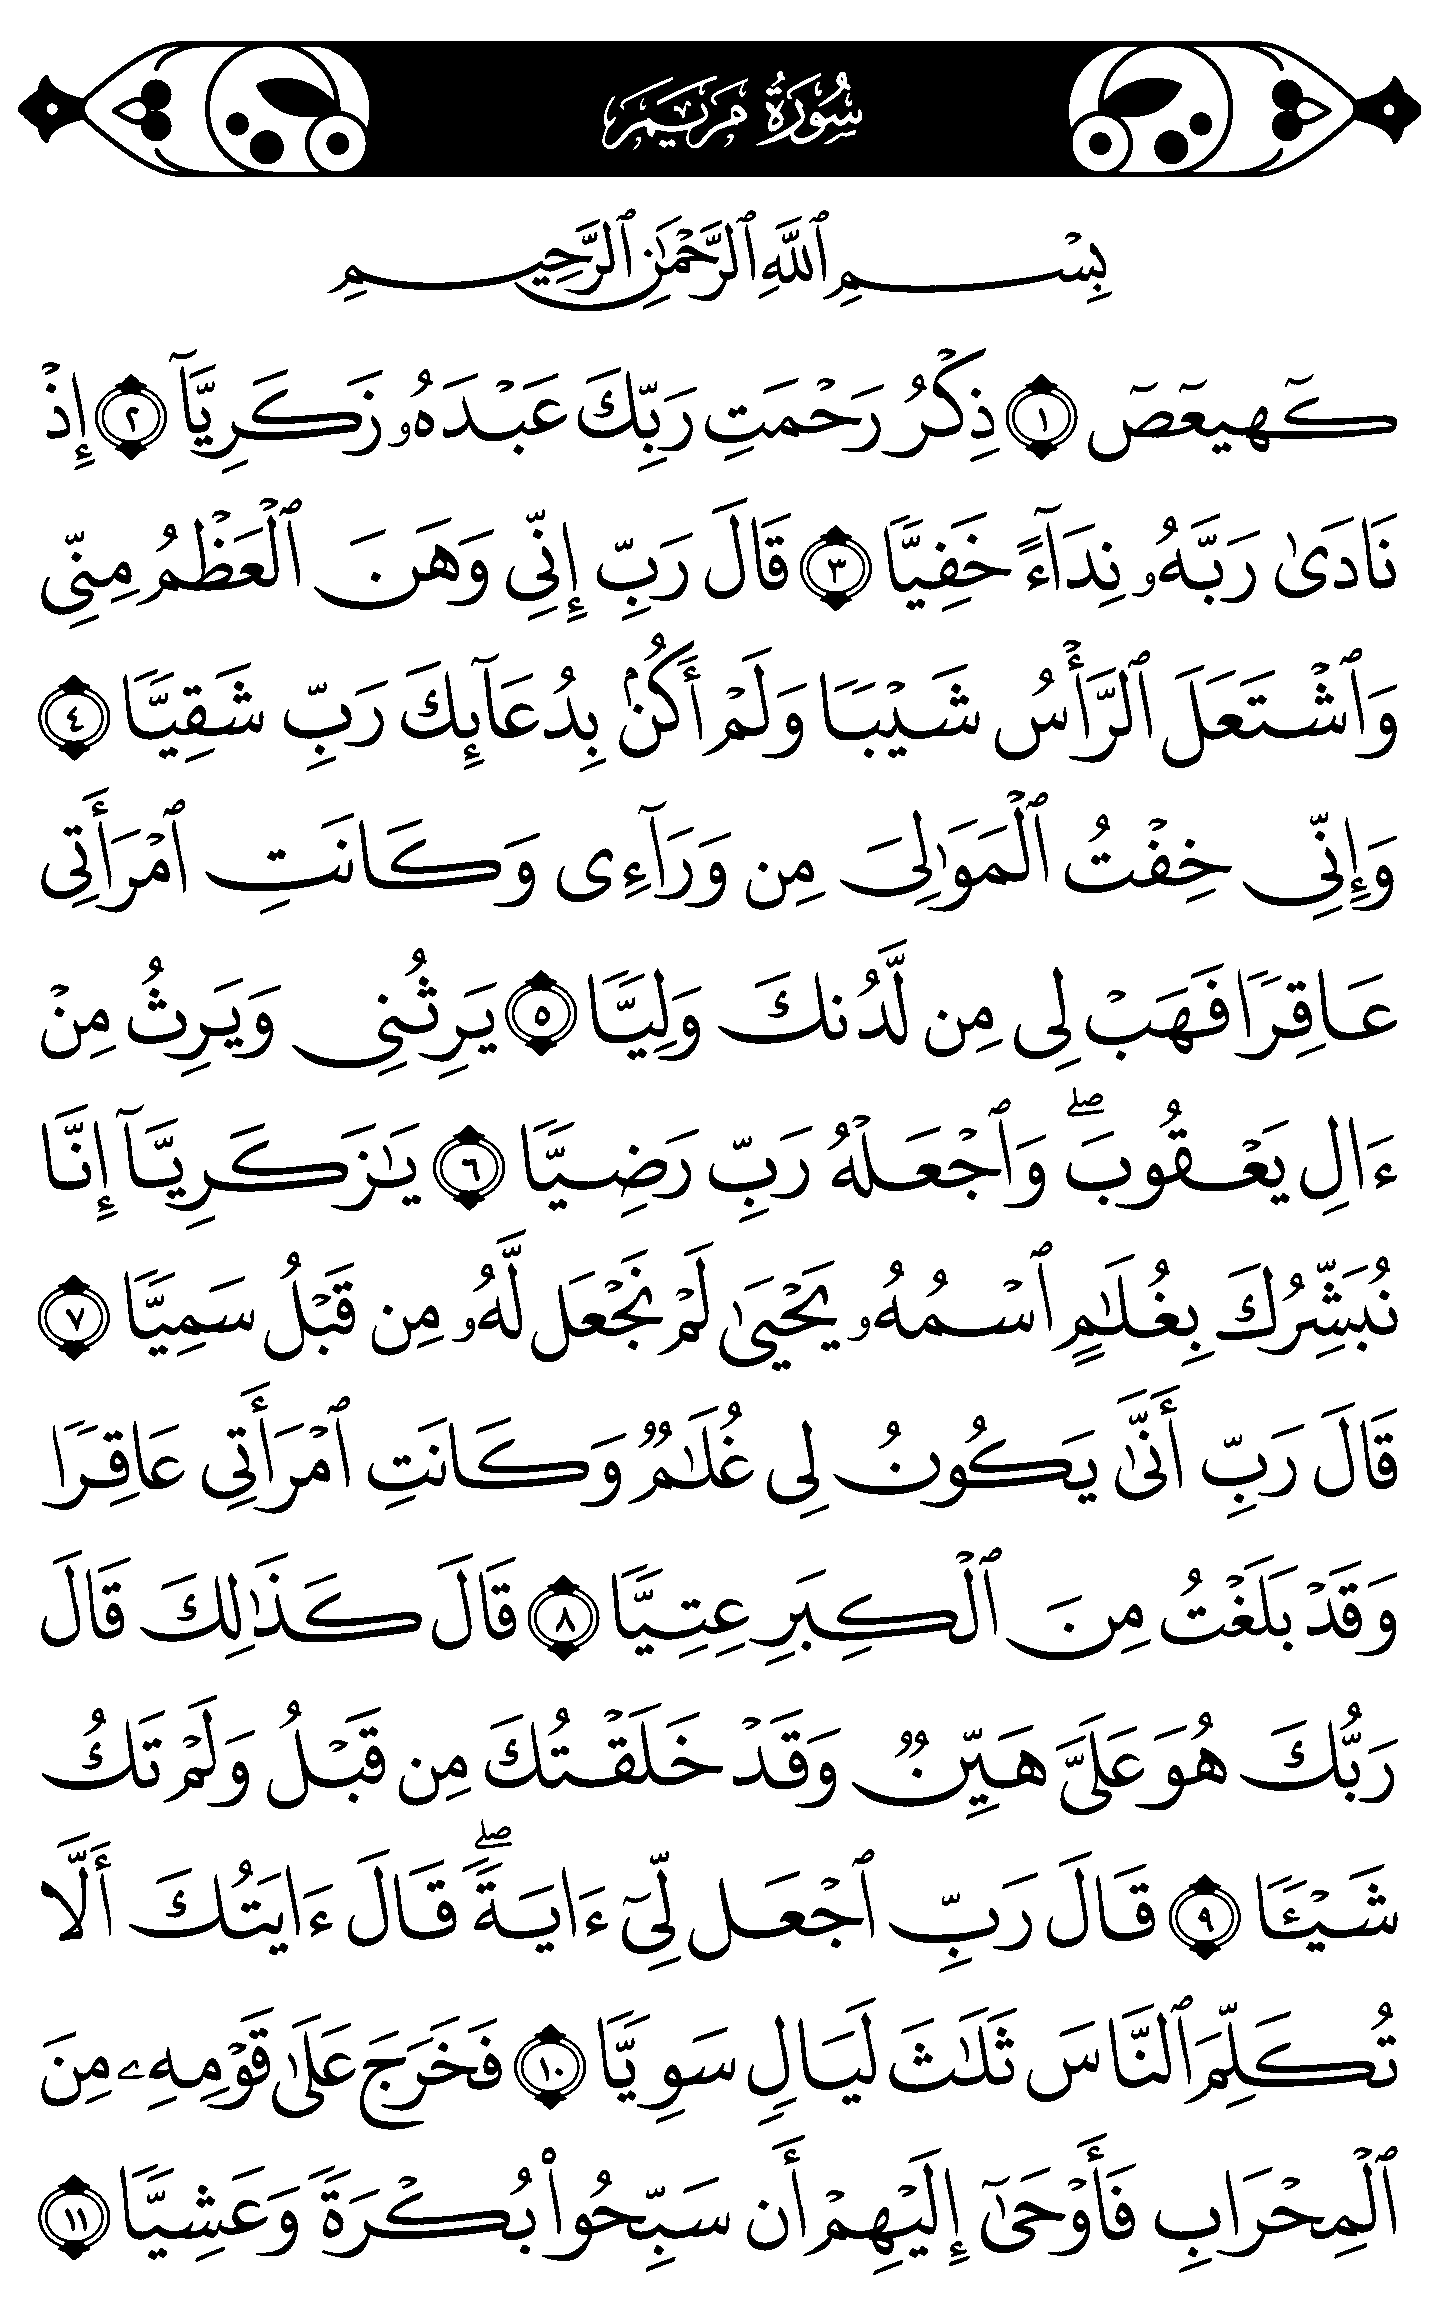 سُورَةُ مَرْيَمَ
بِسْمِ ٱللَّهِ ٱلرَّحْمَٰنِ ٱلرَّحِيمِ
كٓهيعٓصٓ ١ ذِكْرُ رَحْمَتِ رَبِّكَ عَبْدَهُۥ زَكَرِيَّآ ٢ إِذْ
نَادَىٰ رَبَّهُۥ نِدَآءً خَفِيًّا ٣ قَالَ رَبِّ إِنِّى وَهَنَ ٱلْعَظْمُ مِنِّى
وَٱشْتَعَلَ ٱلرَّأْسُ شَيْبًا وَلَمْ أَكُنۢ بِدُعَآئِكَ رَبِّ شَقِيًّا ٤
وَإِنِّى خِفْتُ ٱلْمَوَٰلِىَ مِن وَرَآءِى وَكَانَتِ ٱمْرَأَتِى
عَاقِرًا فَهَبْ لِى مِن لَّدُنكَ وَلِيًّا ٥ يَرِثُنِى وَيَرِثُ مِنْ
ءَالِ يَعْقُوبَ ۖ وَٱجْعَلْهُ رَبِّ رَضِيًّا ٦ يَٰزَكَرِيَّآ إِنَّا
نُبَشِّرُكَ بِغُلَٰمٍ ٱسْمُهُۥ يَحْيَىٰ لَمْ نَجْعَل لَّهُۥ مِن قَبْلُ سَمِيًّا ٧
قَالَ رَبِّ أَنَّىٰ يَكُونُ لِى غُلَٰمٌ وَكَانَتِ ٱمْرَأَتِى عَاقِرًا
وَقَدْ بَلَغْتُ مِنَ ٱلْكِبَرِ عِتِيًّا ٨ قَالَ كَذَٰلِكَ قَالَ
رَبُّكَ هُوَ عَلَىَّ هَيِّنٌ وَقَدْ خَلَقْتُكَ مِن قَبْلُ وَلَمْ تَكُ
شَيْـًٔا ٩ قَالَ رَبِّ ٱجْعَل لِّىٓ ءَايَةً ۖ قَالَ ءَايَتُكَ أَلَّا
تُكَلِّمَ ٱلنَّاسَ ثَلَٰثَ لَيَالٍ سَوِيًّا ١٠ فَخَرَجَ عَلَىٰ قَوْمِهِۦ مِنَ
ٱلْمِحْرَابِ فَأَوْحَىٰٓ إِلَيْهِمْ أَن سَبِّحُوا۟ بُكْرَةً وَعَشِيًّا ١١